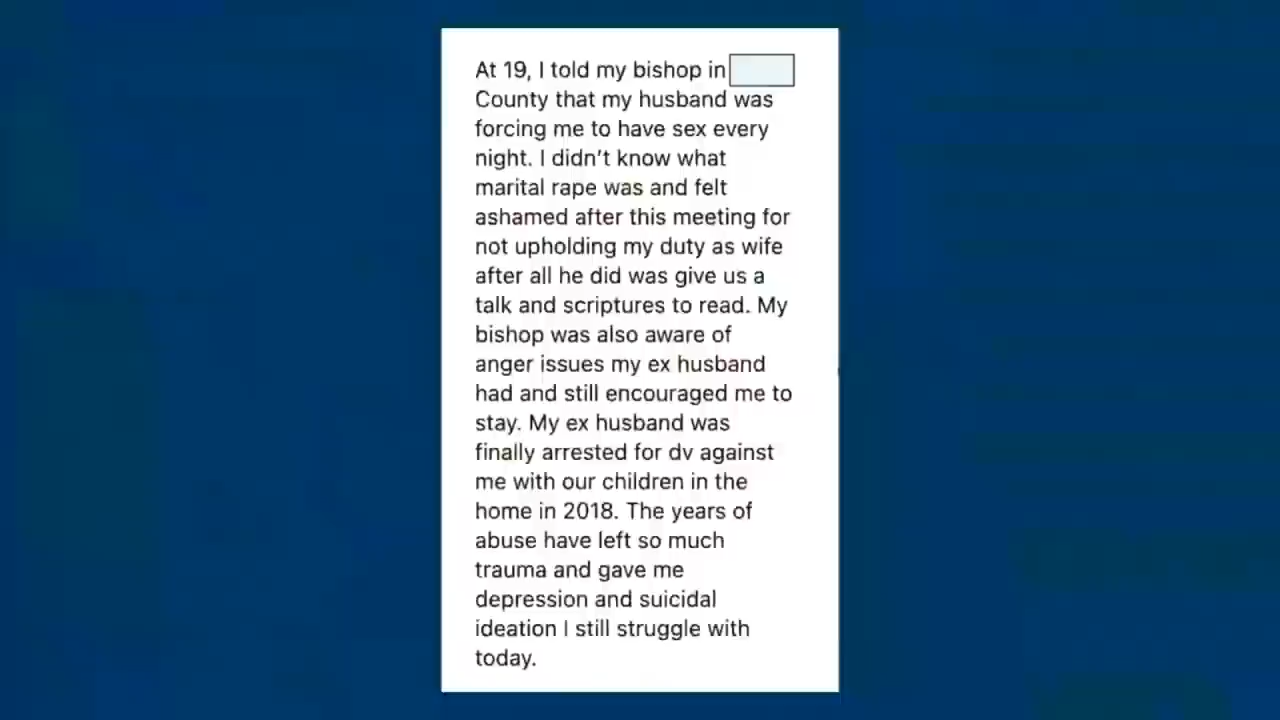 At 19, I told my bishop in
County that my husband was
forcing me to have sex every
night. I didn’t know what
marital rape was and felt
ashamed after this meeting for
not upholding my duty as wife
after all he did was give us a
talk and scriptures to read. My
bishop was also aware of
anger issues my ex husband
had and still encouraged me to
stay. My ex husband was
finally arrested for dv against
me with our children in the
home in 2018. The years of
abuse have left so much
trauma and gave me
depression and suicidal
ideation I still struggle with
today.